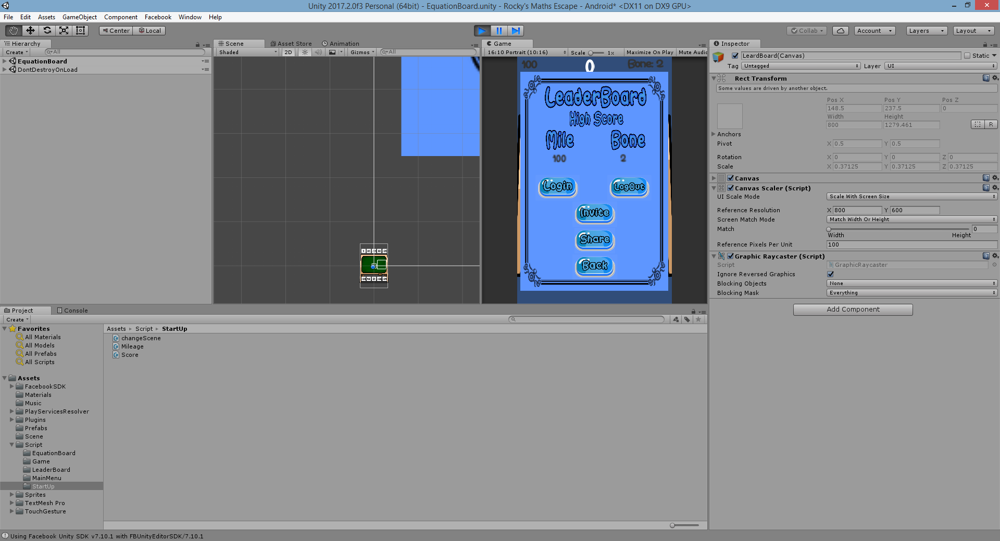 Unity 2017.2.0f3 Personal (64bit) - EquationBoard.unity - Rocky's Maths Escape - Android* <DX11 on DX9 GPU>
File Edit Assets GameObject Component Facebook Window Help
Center Local Collab Account Layers Layout
Hierarchy
Create All
EquationBoard
DontDestroyOnLoad
Scene Asset Store Animation
Shaded 2D Gizmos All
Game
16:10 Portrait (10:16) Scale 1x Maximize On Play Mute Audio
100 0 Bone: 2
LeaderBoard
High Score
Mile Bone
100 2
Login LogOut
Invite
Share
Back
Inspector
LeardBoard(Canvas) Static
Tag Untagged Layer UI
Rect Transform
Some values are driven by another object.
Pos X Pos Y Pos Z
148.5 237.5 0
Width Height
800 1279.461 R
Anchors
Pivot X 0.5 Y 0.5
Rotation X 0 Y 0 Z 0
Scale X 0.37125 Y 0.37125 Z 0.37125
Canvas
Canvas Scaler (Script)
UI Scale Mode Scale With Screen Size
Reference Resolution X 800 Y 600
Screen Match Mode Match Width Or Height
Match 0
Width Height
Reference Pixels Per Unit 100
Graphic Raycaster (Script)
Script GraphicRaycaster
Ignore Reversed Graphics
Blocking Objects None
Blocking Mask Everything
Add Component
Project Console
Create
Favorites
All Materials
All Models
All Prefabs
All Scripts
Assets
FacebookSDK
Materials
Music
PlayServicesResolver
Plugins
Prefabs
Scene
Script
EquationBoard
Game
LeaderBoard
MainMenu
StartUp
Sprites
TextMesh Pro
TouchGesture
Assets Script StartUp
changeScene
Mileage
Score
Using Facebook Unity SDK v7.10.1 with FBUnityEditorSDK/7.10.1